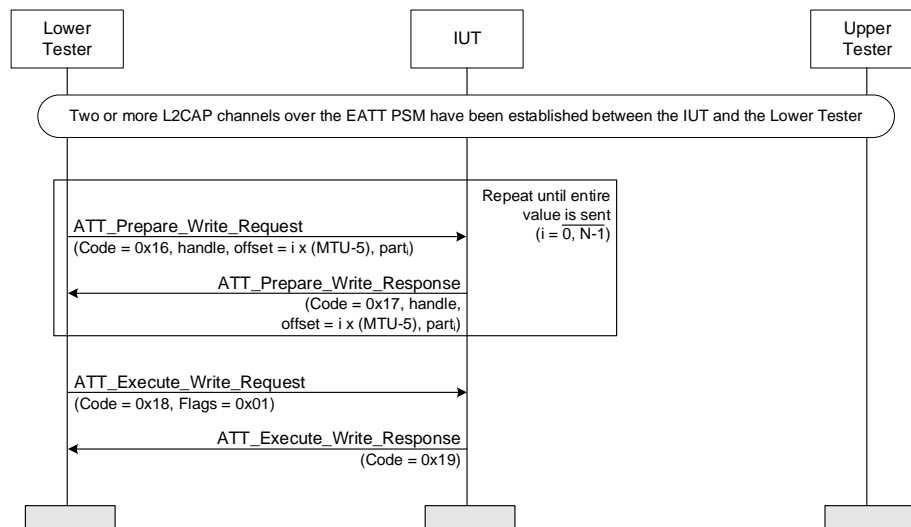 Lower
Tester
IUT
Upper
Tester
Two or more L2CAP channels over the EATT PSM have been established between the IUT and the Lower Tester
Repeat until entire
value is sent
(i = 0, N-1)
ATT_Prepare_Write_Request
(Code = 0x16, handle, offset = i x (MTU-5), partᵢ)
ATT_Prepare_Write_Response
(Code = 0x17, handle,
offset = i x (MTU-5), partᵢ)
ATT_Execute_Write_Request
(Code = 0x18, Flags = 0x01)
ATT_Execute_Write_Response
(Code = 0x19)